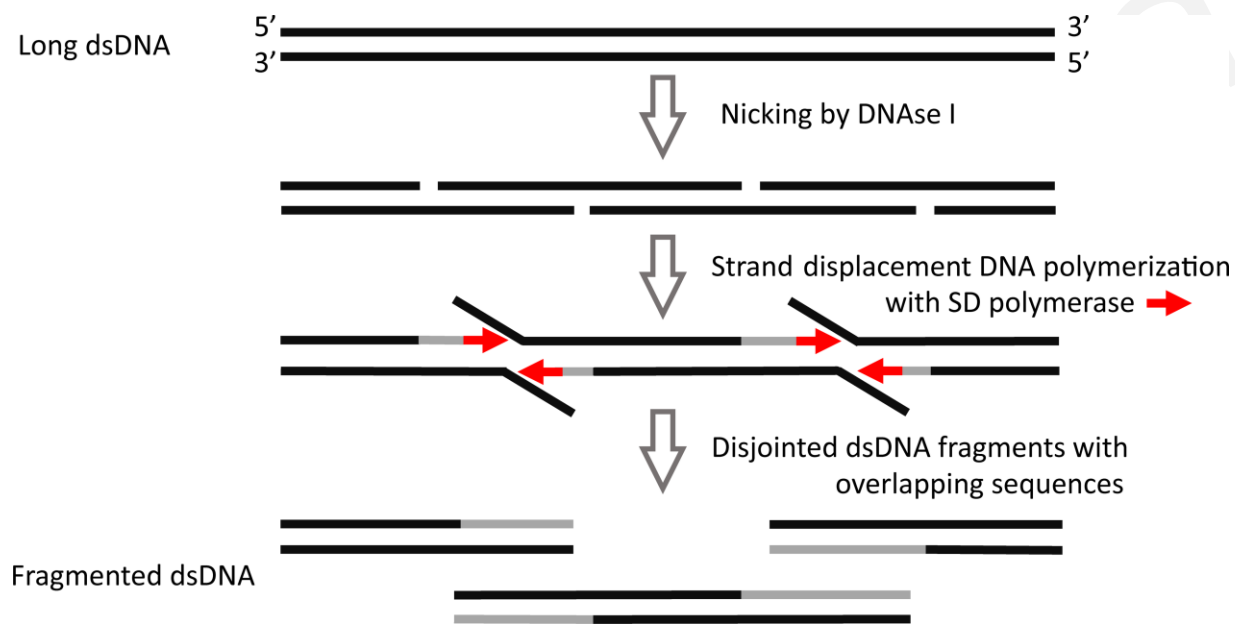 5’ 3’
Long dsDNA
3’ 5’
Nicking by DNAse I
Strand displacement DNA polymerization
with SD polymerase
Disjointed dsDNA fragments with
overlapping sequences
Fragmented dsDNA